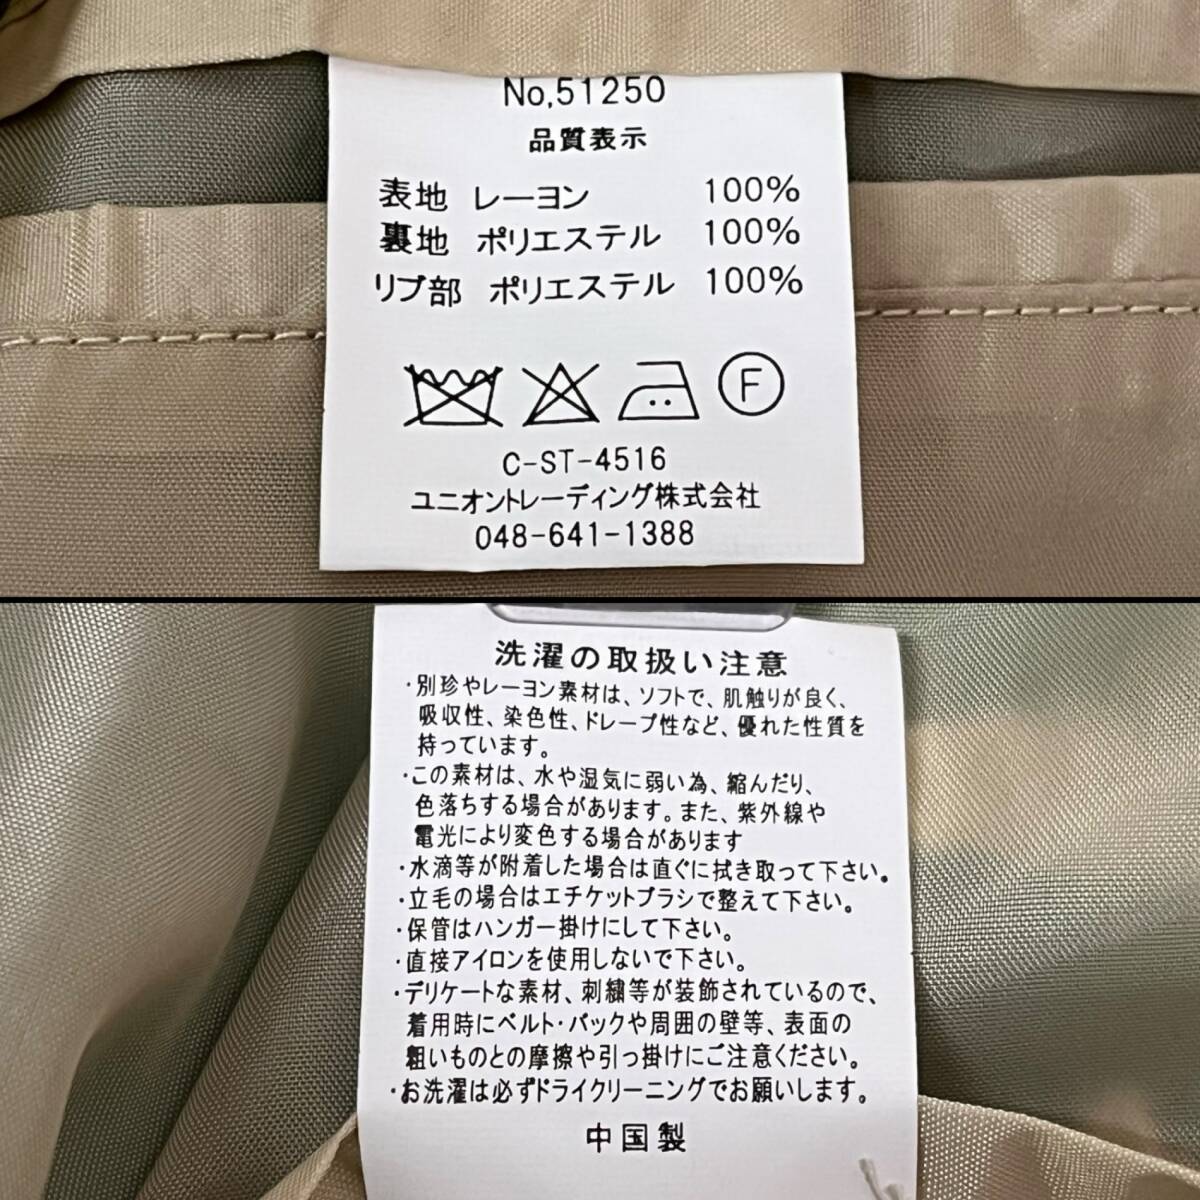 No,51250
品質表示
表地 レーヨン 100%
裏地 ポリエステル 100%
リブ部 ポリエステル 100%
F
C-ST-4516
ユニオントレーディング株式会社
048-641-1388
洗濯の取扱い注意
・別珍やレーヨン素材は、ソフトで、肌触りが良く、
吸収性、染色性、ドレープ性など、優れた性質を
持っています。
・この素材は、水や湿気に弱い為、縮んだり、
色落ちする場合があります。また、紫外線や
電光により変色する場合があります
・水滴等が附着した場合は直ぐに拭き取って下さい。
・立毛の場合はエチケットブラシで整えて下さい。
・保管はハンガー掛けにして下さい。
・直接アイロンを使用しないで下さい。
・デリケートな素材、刺繍等が装飾されているので、
着用時にベルト・バックや周囲の壁等、表面の
粗いものとの摩擦や引っ掛けにご注意ください。
・お洗濯は必ずドライクリーニングでお願いします。
中国製